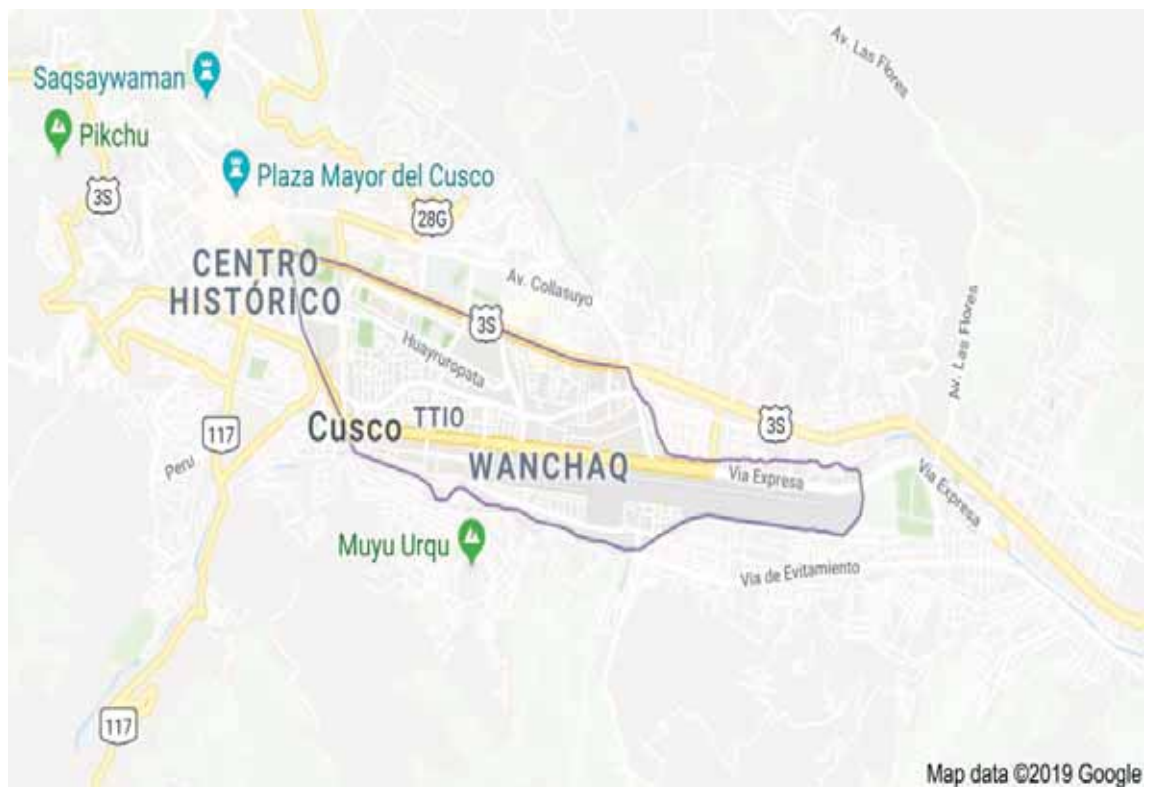 Av. Las Flores
Saqsaywaman
Pikchu
Plaza Mayor del Cusco
3S
28G
CENTRO
HISTÓRICO
Av. Collasuyo
3S
Av. Las Flores
Huayruropata
Cusco
TTIO
3S
117
Peru
WANCHAQ
Via Expresa
Via Expresa
Muyu Urqu
Via de Evitamiento
117
Map data ©2019 Google